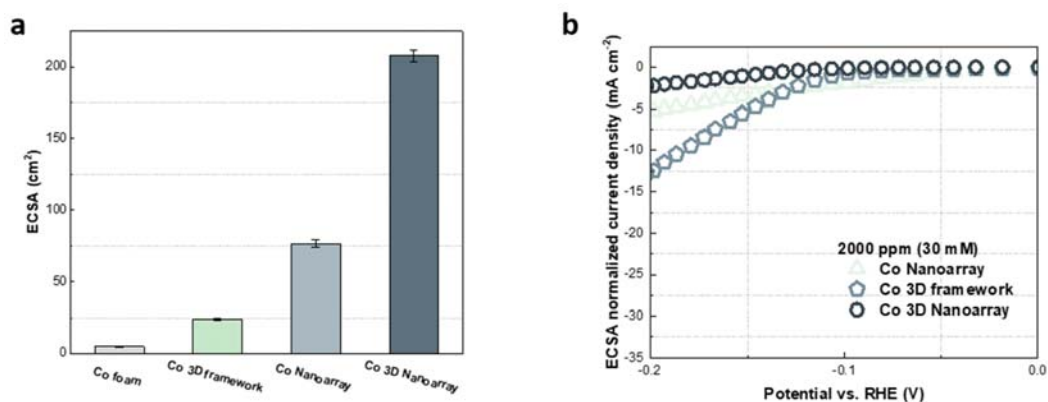 a
ECSA (cm²)
200
150
100
50
0
Co foam
Co 3D framework
Co Nanoarray
Co 3D Nanoarray
b
ECSA normalized current density (mA cm⁻²)
0
-5
-10
-15
-20
-25
-30
-35
2000 ppm (30 mM)
Co Nanoarray
Co 3D framework
Co 3D Nanoarray
-0.2
-0.1
0.0
Potential vs. RHE (V)